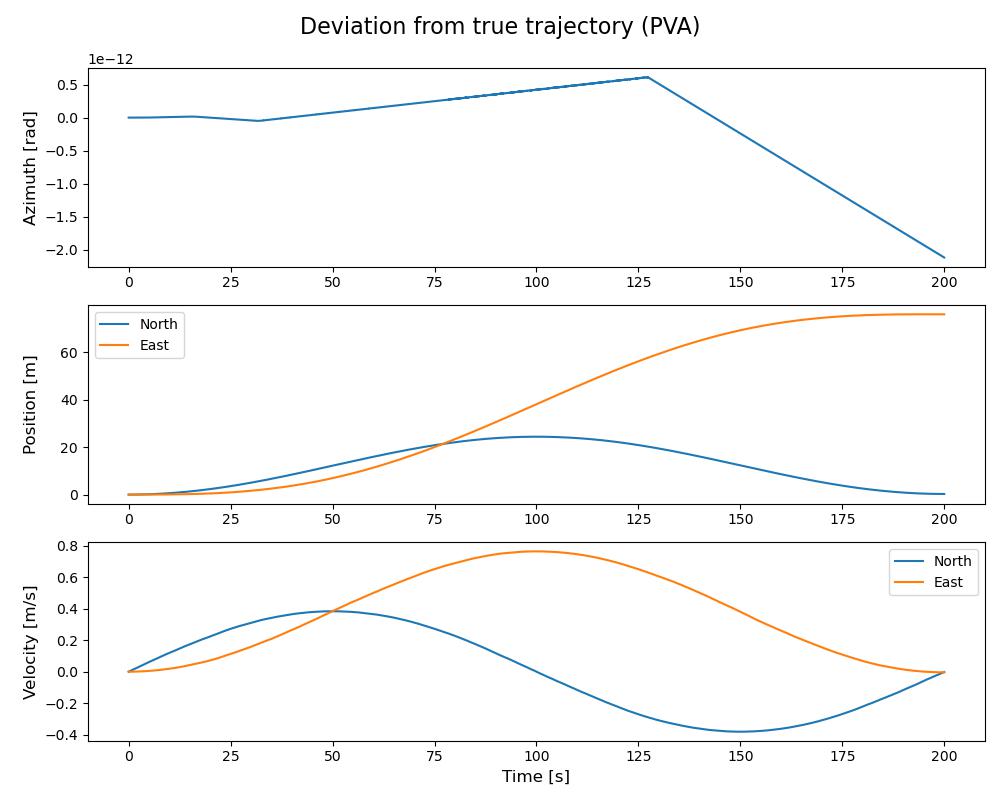 Deviation from true trajectory (PVA)
1e−12
0.5
0.0
−0.5
−1.0
−1.5
−2.0
Azimuth [rad]
0 25 50 75 100 125 150 175 200
North
East
60
40
20
0
Position [m]
0 25 50 75 100 125 150 175 200
North
East
0.8
0.6
0.4
0.2
0.0
−0.2
−0.4
Velocity [m/s]
0 25 50 75 100 125 150 175 200
Time [s]